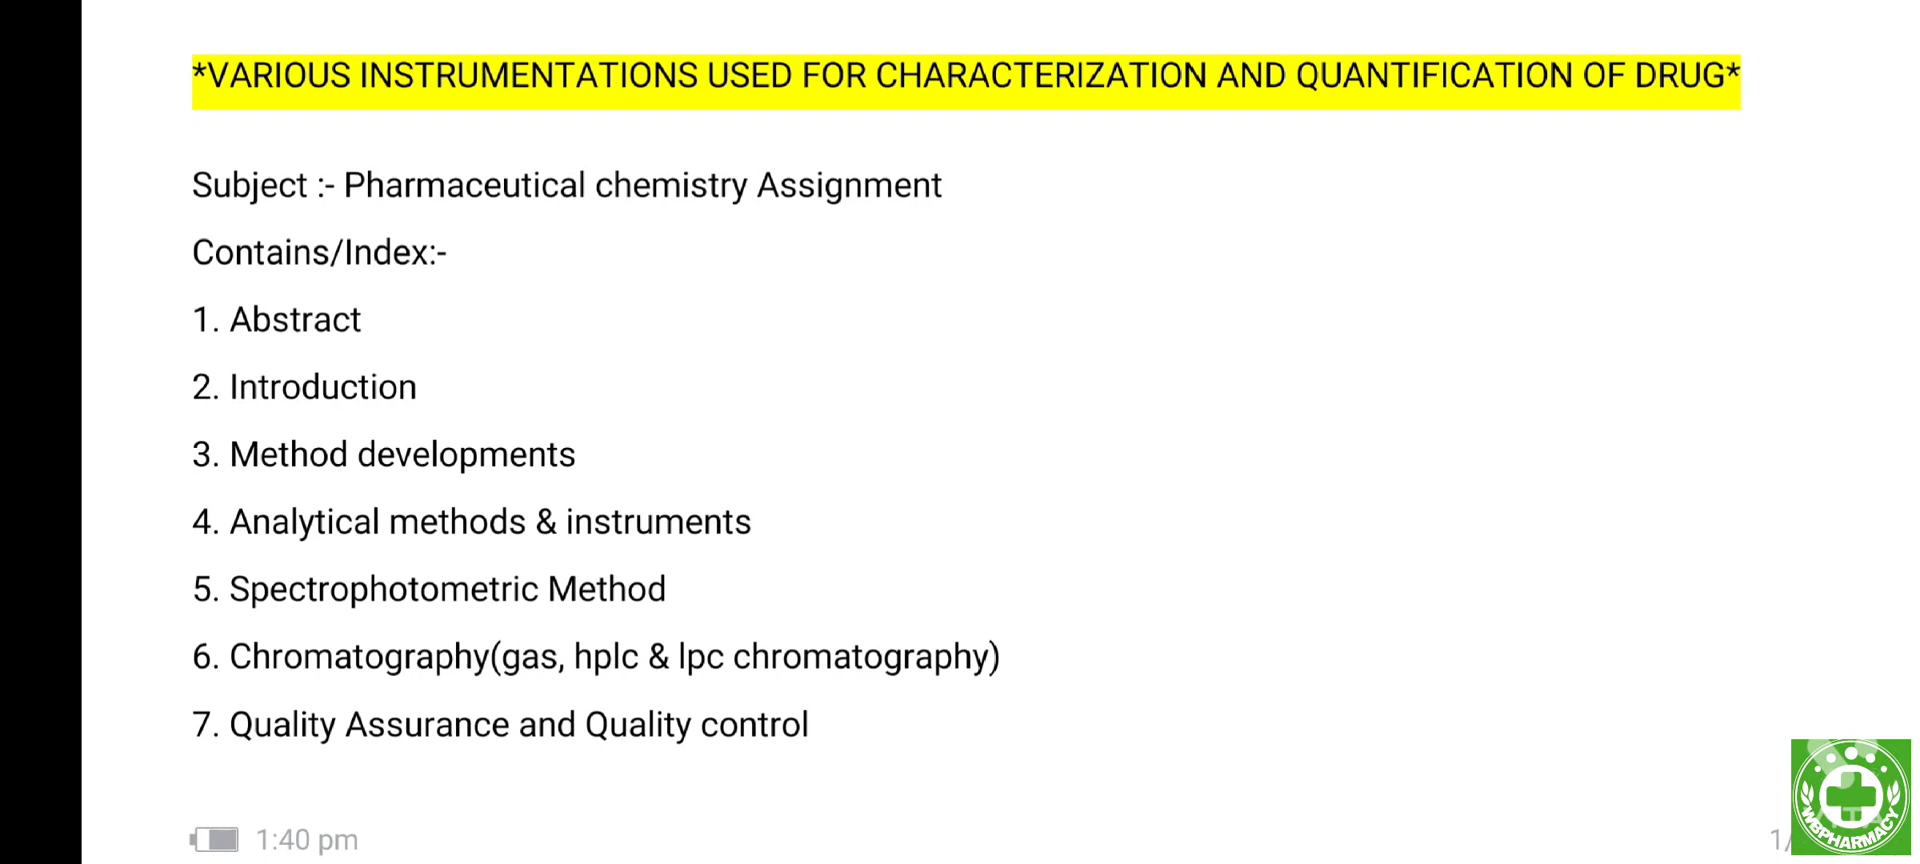 *VARIOUS INSTRUMENTATIONS USED FOR CHARACTERIZATION AND QUANTIFICATION OF DRUG*
Subject :- Pharmaceutical chemistry Assignment
Contains/Index:-
1. Abstract
2. Introduction
3. Method developments
4. Analytical methods & instruments
5. Spectrophotometric Method
6. Chromatography(gas, hplc & lpc chromatography)
7. Quality Assurance and Quality control
1:40 pm
1/
WBPHARMACY